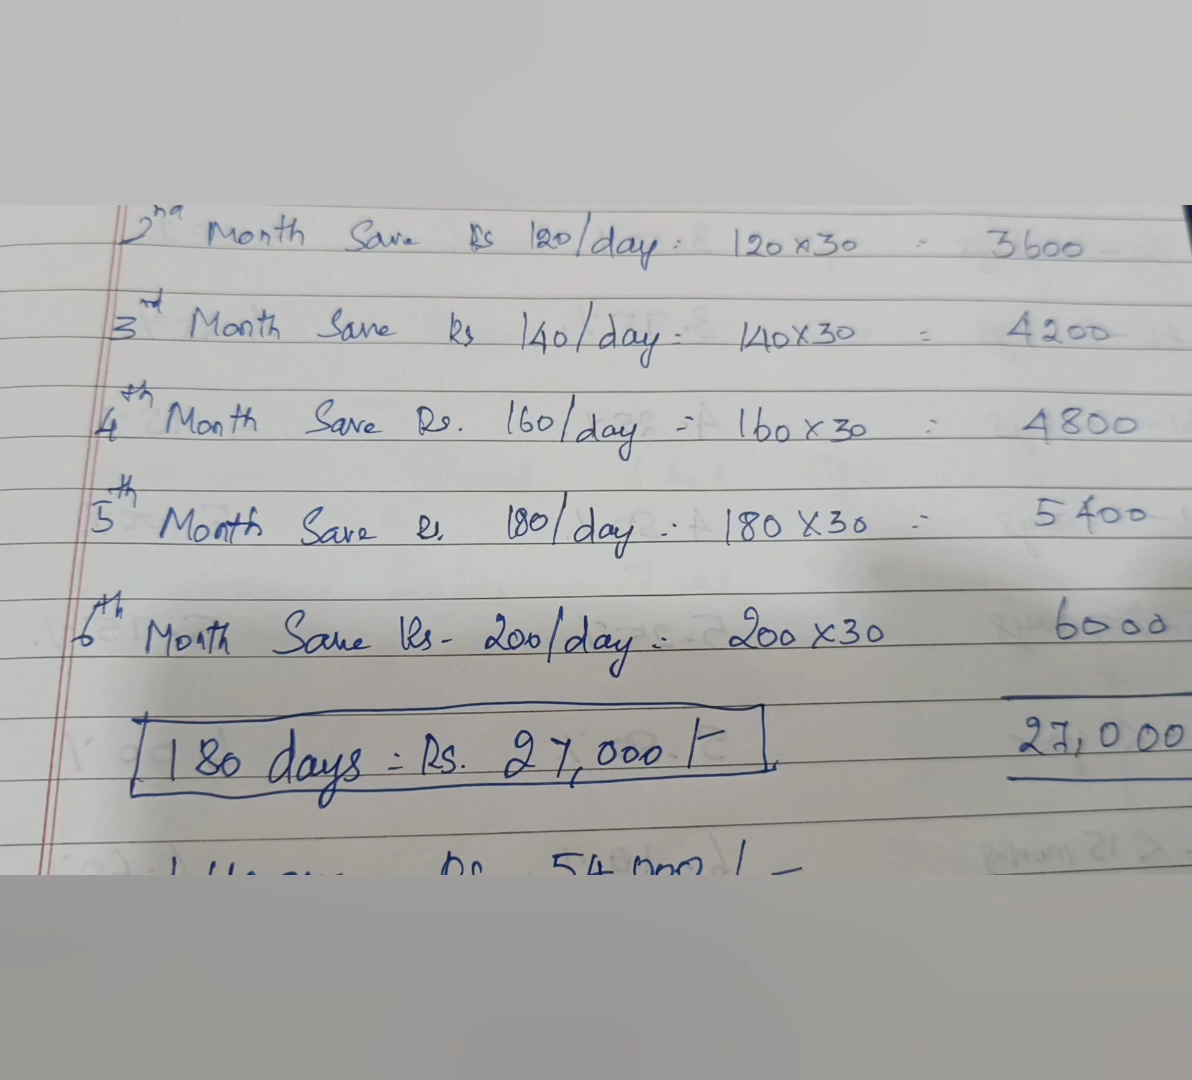 2nd Month Save Rs 120/day = 120 x 30 = 3600
3rd Month Save Rs 140/day = 140 x 30 = 4200
4th Month Save Rs. 160/day = 160 x 30 = 4800
5th Month Save Rs. 180/day = 180 x 30 = 5400
6th Month Save Rs- 200/day = 200 x 30 6000
180 days = Rs. 27,000/- 27,000
54,000/-